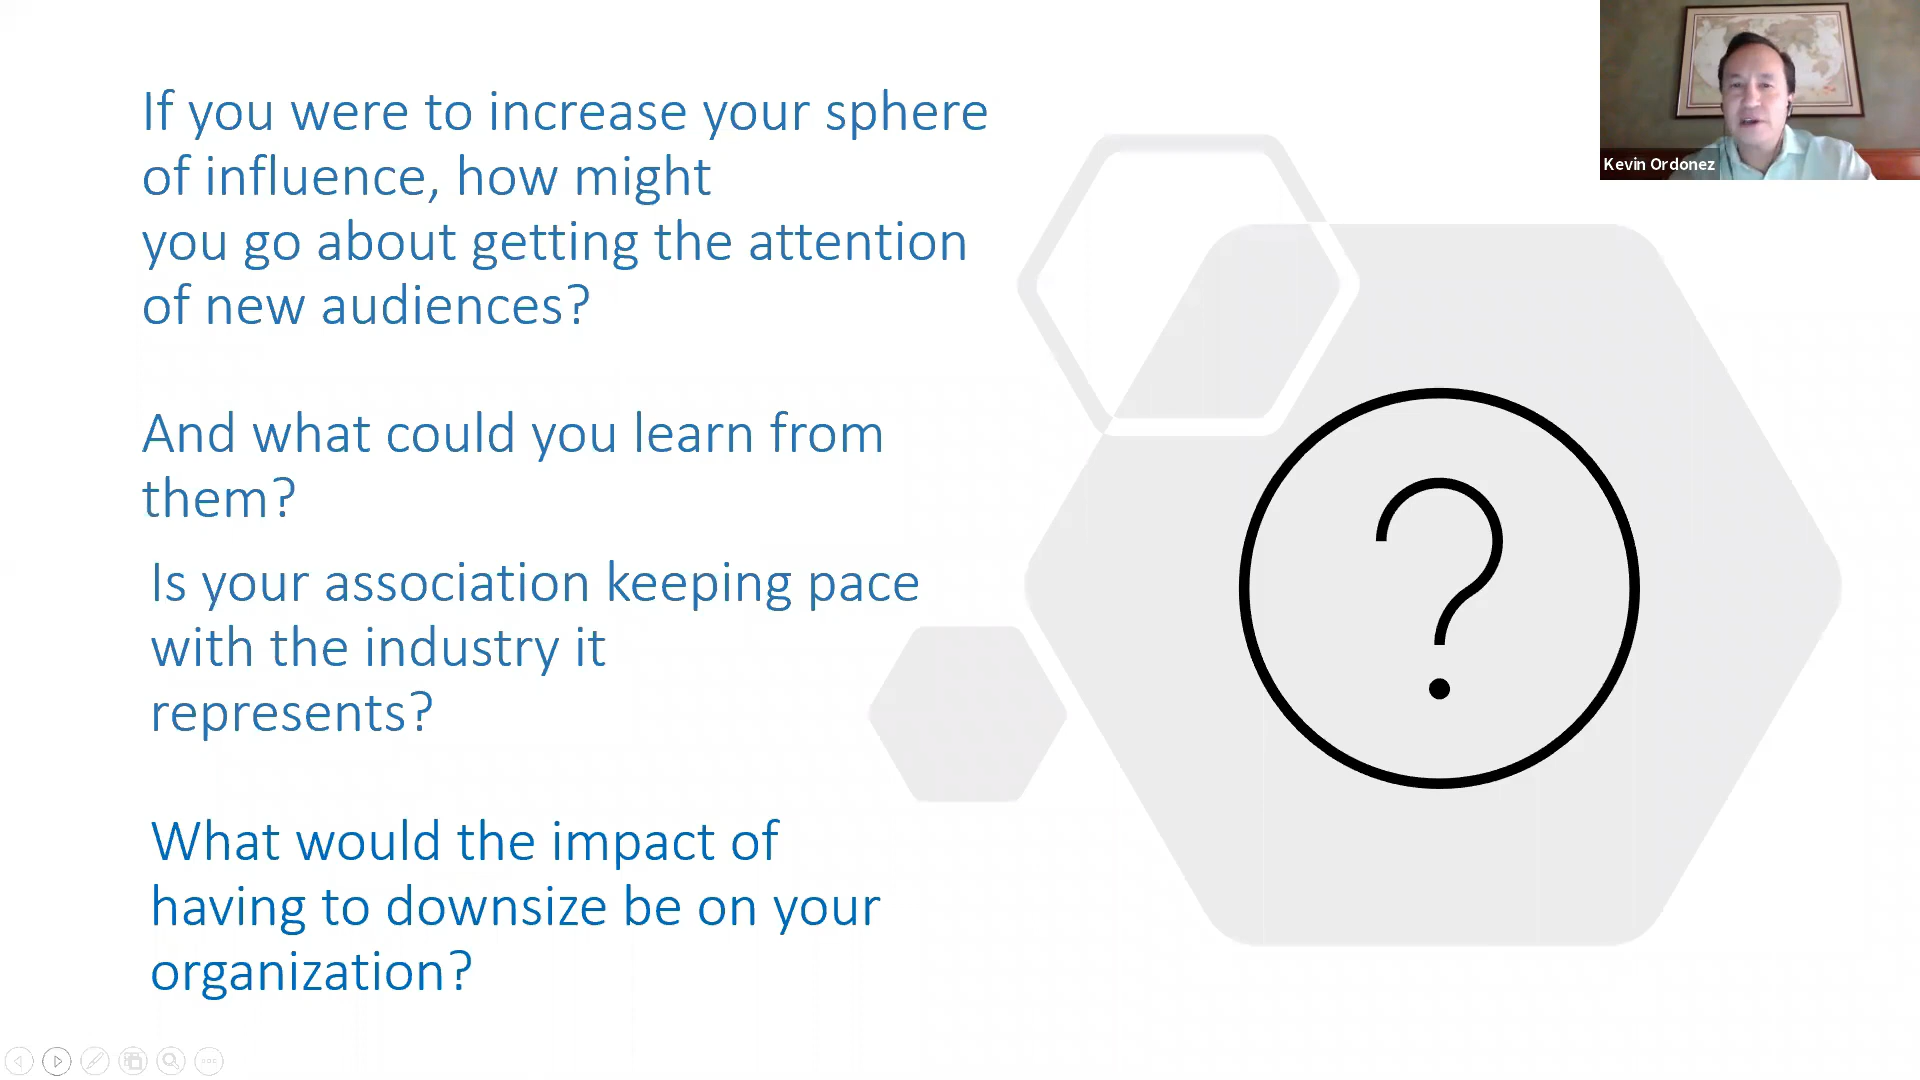 If you were to increase your sphere
of influence, how might
you go about getting the attention
of new audiences?
And what could you learn from
them?
Is your association keeping pace
with the industry it
represents?
What would the impact of
having to downsize be on your
organization?
Kevin Ordonez
?